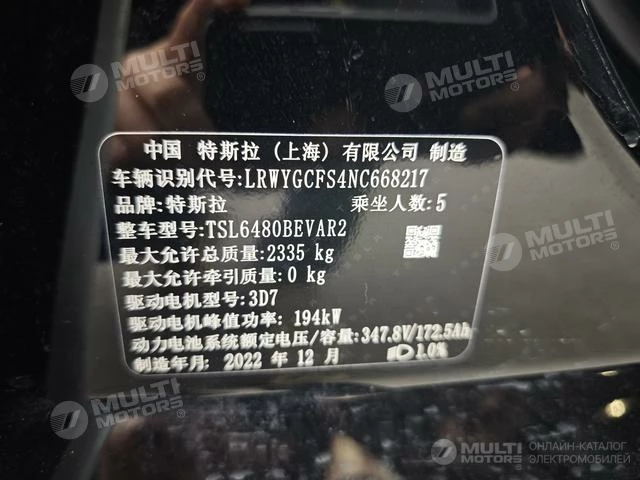 MULTI MOTORS®
MULTI MOTORS®
中国 特斯拉 (上海) 有限公司 制造
车辆识别代号:LRWYGCFS4NC668217
品牌:特斯拉 乘坐人数:5
整车型号:TSL6480BEVAR2
最大允许总质量:2335 kg
最大允许牵引质量:0 kg
驱动电机型号:3D7
驱动电机峰值功率: 194kW
动力电池系统额定电压/容量:347.8V/172.5Ah
制造年月: 2022 年 12 月 1.0%
MULTI MOTORS®
MULTI MOTORS®
MULTI MOTORS® ОНЛАЙН-КАТАЛОГ
ЭЛЕКТРОМОБИЛЕЙ